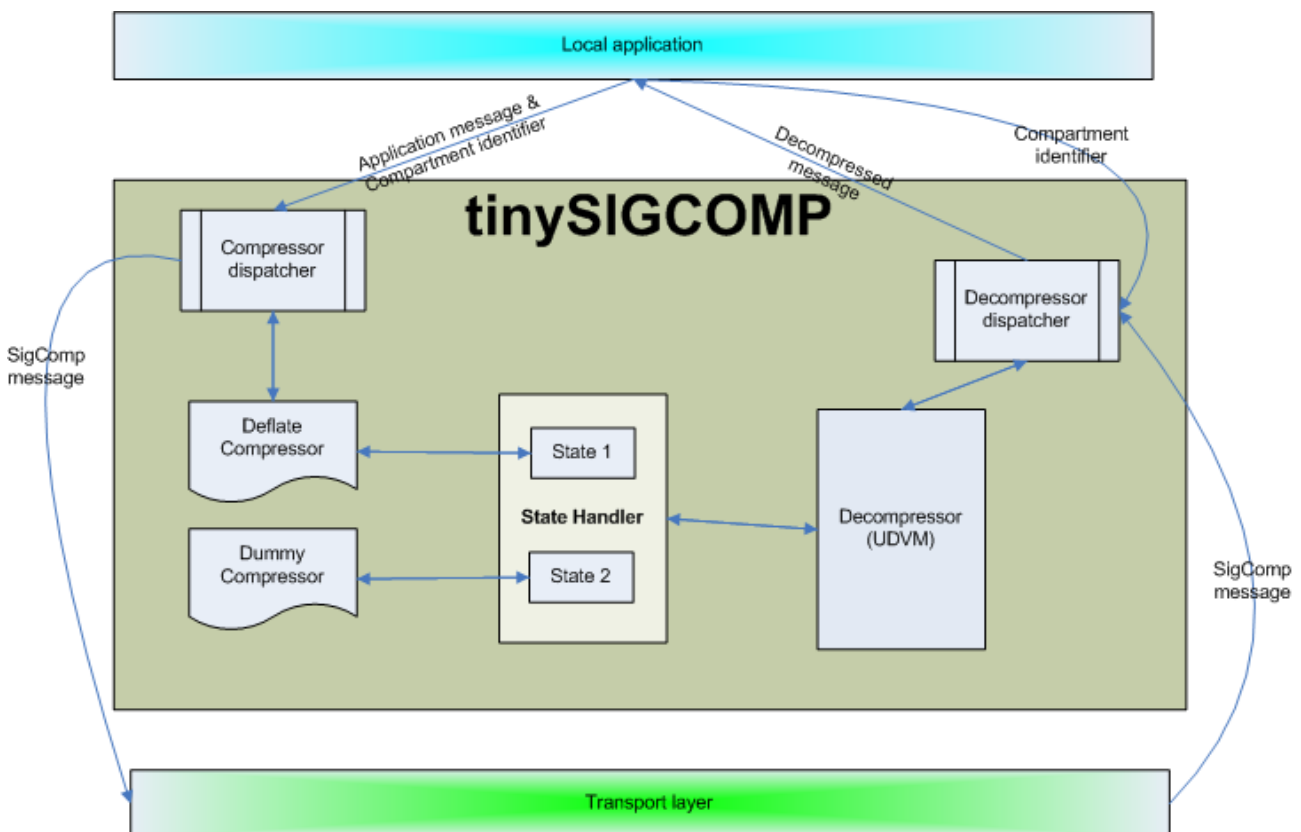 Local application
Application message &
Compartment identifier
Decompressed
message
Compartment
identifier
tinySIGCOMP
Compressor
dispatcher
Decompressor
dispatcher
SigComp
message
Deflate
Compressor
State 1
State Handler
Decompressor
(UDVM)
Dummy
Compressor
State 2
SigComp
message
Transport layer